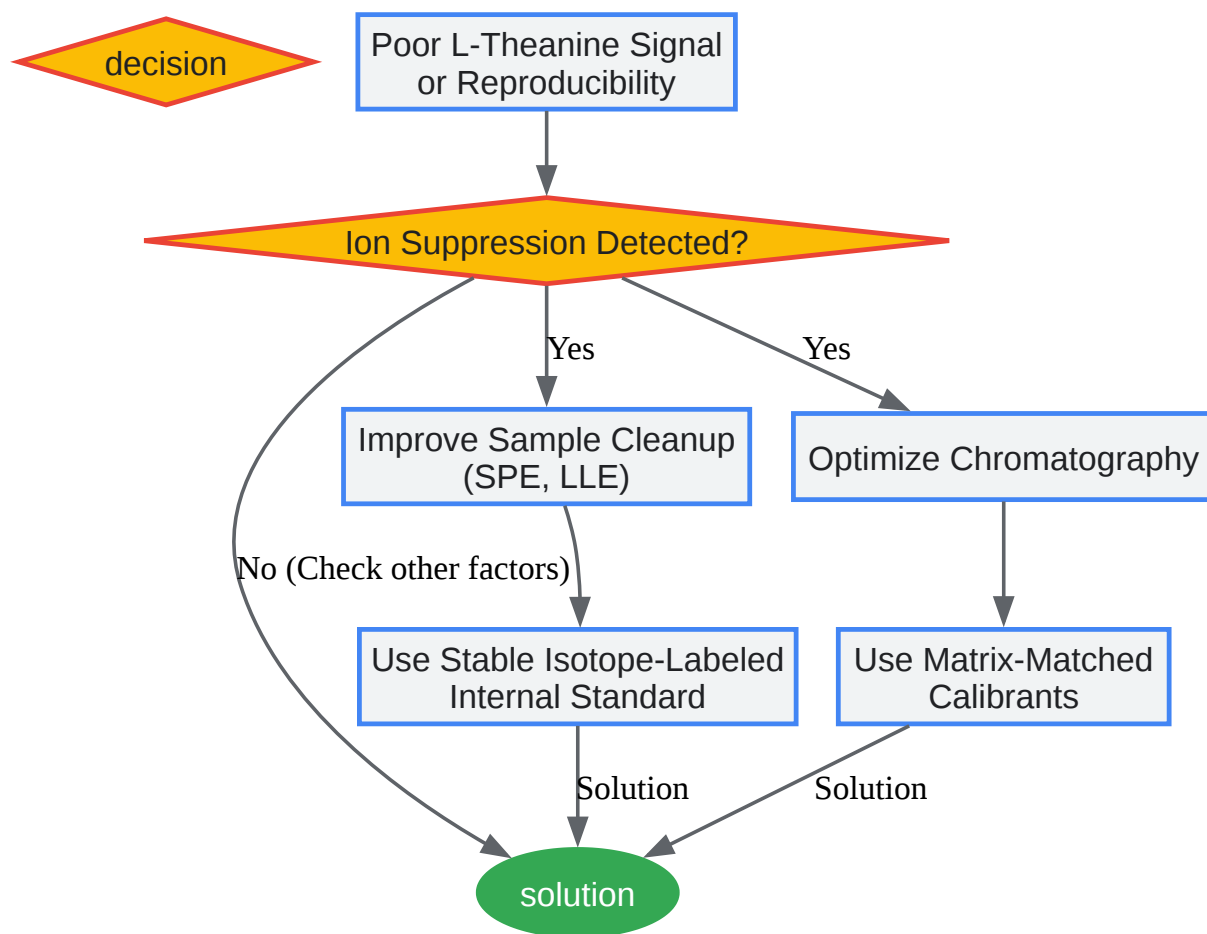 decision
Poor L-Theanine Signal
or Reproducibility
Ion Suppression Detected?
Yes
Yes
Improve Sample Cleanup
(SPE, LLE)
Optimize Chromatography
No (Check other factors)
Use Stable Isotope-Labeled
Internal Standard
Use Matrix-Matched
Calibrants
Solution
Solution
solution